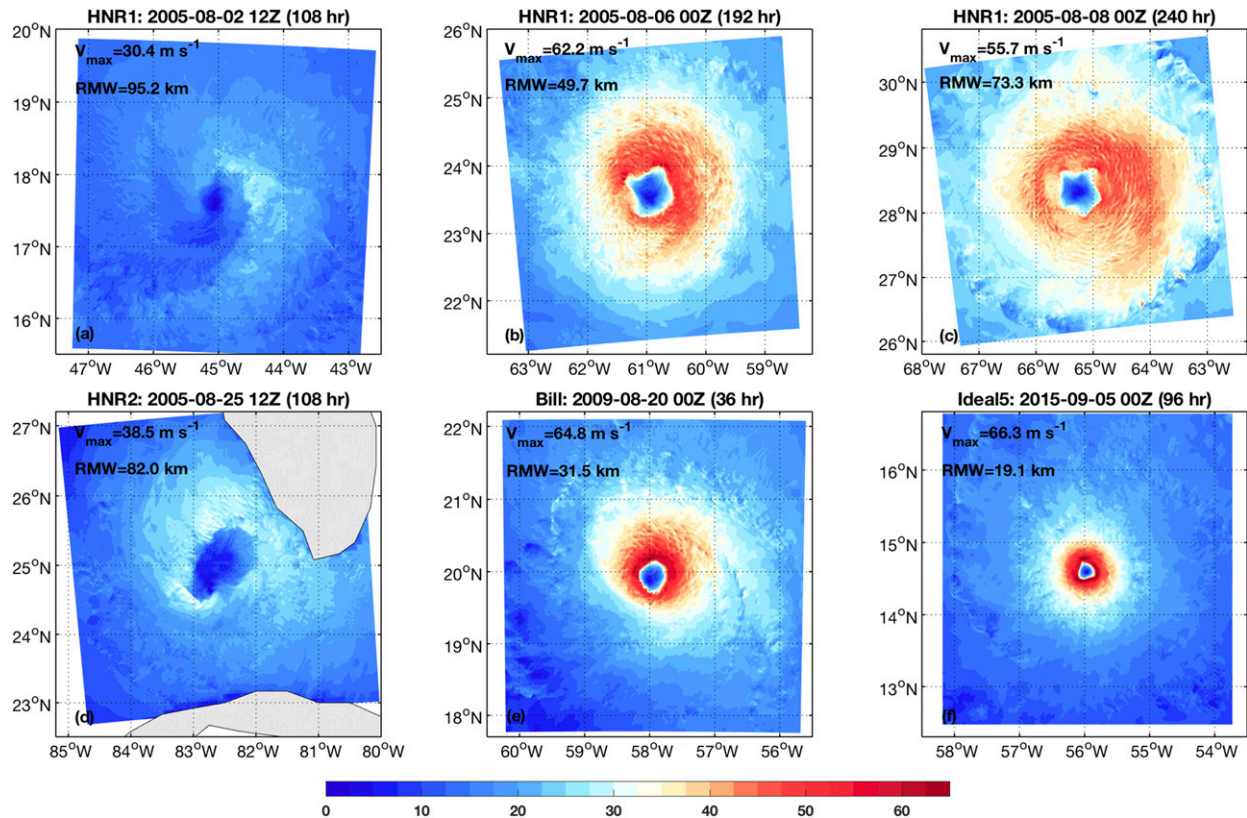 HNR1: 2005-08-02 12Z (108 hr)
HNR1: 2005-08-06 00Z (192 hr)
HNR1: 2005-08-08 00Z (240 hr)
20°N
19°N
18°N
17°N
16°N
Vmax=30.4 m s-1
RMW=95.2 km
(a)
47°W 46°W 45°W 44°W 43°W
26°N
25°N
24°N
23°N
22°N
Vmax=62.2 m s-1
RMW=49.7 km
(b)
63°W 62°W 61°W 60°W 59°W
30°N
29°N
28°N
27°N
26°N
Vmax=55.7 m s-1
RMW=73.3 km
(c)
68°W 67°W 66°W 65°W 64°W 63°W
HNR2: 2005-08-25 12Z (108 hr)
Bill: 2009-08-20 00Z (36 hr)
Ideal5: 2015-09-05 00Z (96 hr)
27°N
26°N
25°N
24°N
23°N
Vmax=38.5 m s-1
RMW=82.0 km
(d)
85°W 84°W 83°W 82°W 81°W 80°W
22°N
21°N
20°N
19°N
18°N
Vmax=64.8 m s-1
RMW=31.5 km
(e)
60°W 59°W 58°W 57°W 56°W
16°N
15°N
14°N
13°N
Vmax=66.3 m s-1
RMW=19.1 km
(f)
58°W 57°W 56°W 55°W 54°W
0 10 20 30 40 50 60